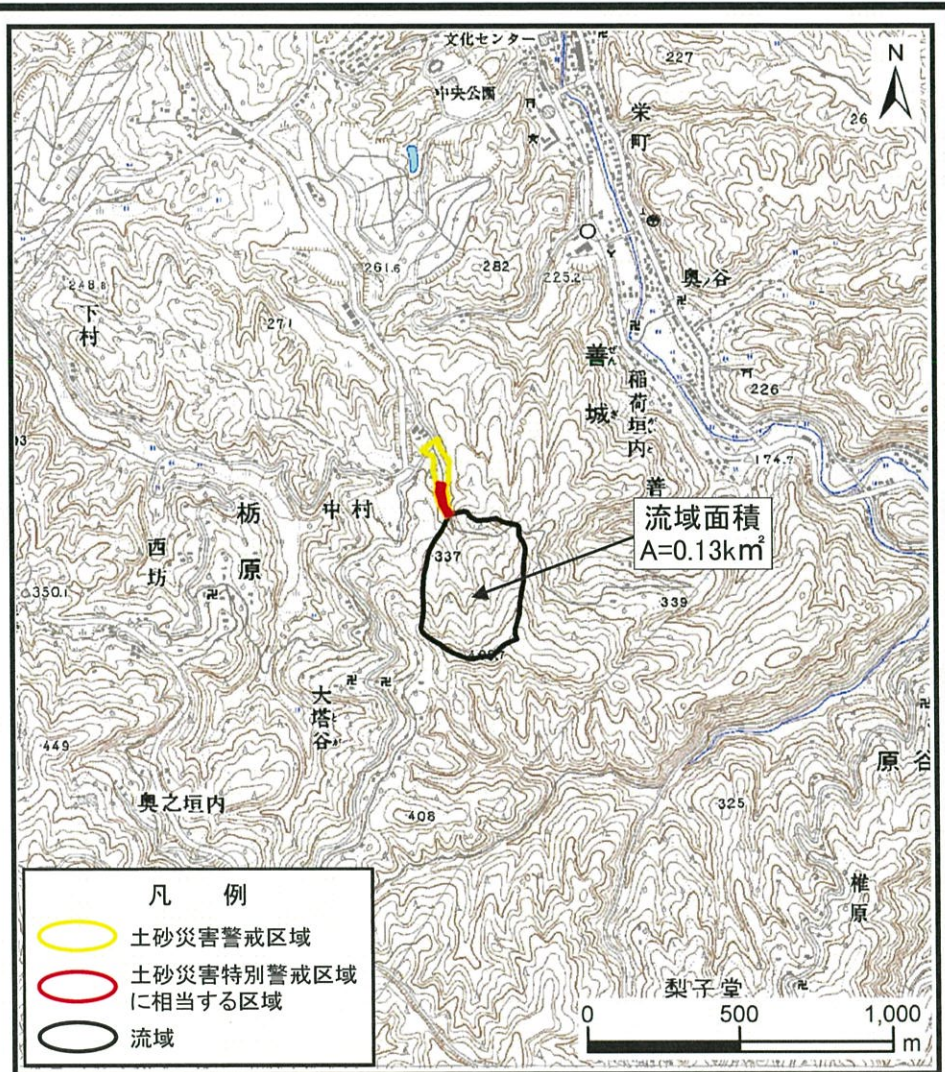 文化センター
227
N
中央公園
栄町
26
261.6
282
225.2
奥ノ谷
248.8
下村
271
善城
ぜん
ぎ
稲荷垣内
いと
226
174.7
善
栃原
中村
西坊
流域面積
A=0.13km²
337
350.1
339
大塔谷
449
原谷
奥之垣内
408
325
椎原
梨子堂
凡 例
土砂災害警戒区域
土砂災害特別警戒区域
に相当する区域
流域
0 500 1,000
m